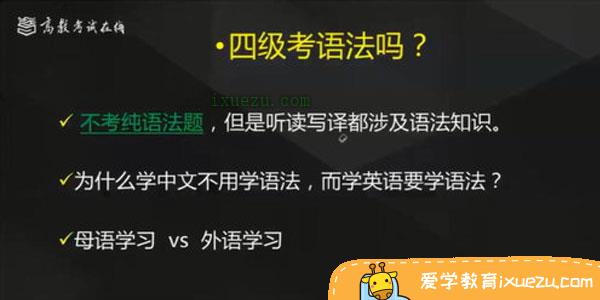 高教考试在线
•四级考语法吗？
ixuezu.com
✓ 不考纯语法题，但是听读写译都涉及语法知识。
✓为什么学中文不用学语法，而学英语要学语法？
✓母语学习 vs 外语学习
爱学教育ixuezu.com